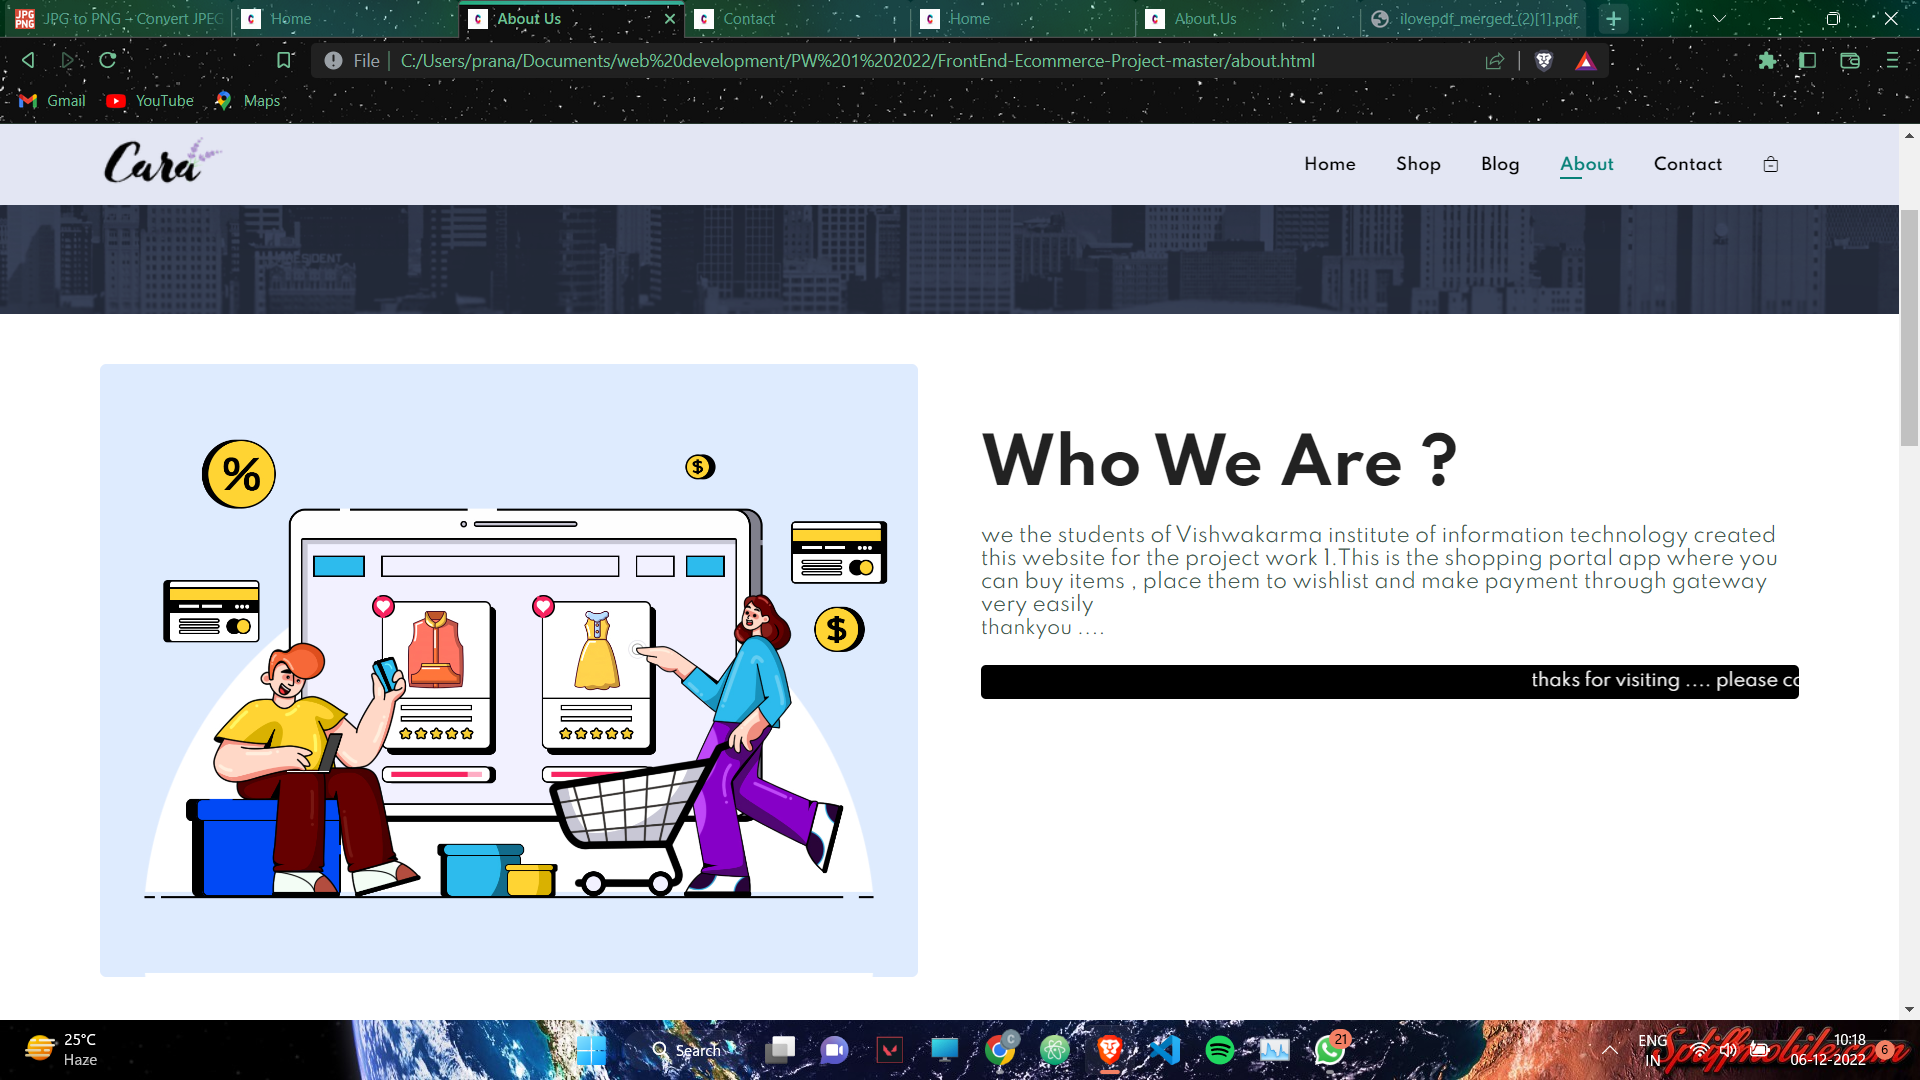 JPG to PNG - Convert JPEG
Home
About Us
Contact
Home
About Us
ilovepdf_merged_(2)[1].pdf
File
C:/Users/prana/Documents/web%20development/PW%201%202022/FrontEnd-Ecommerce-Project-master/about.html
Gmail
YouTube
Maps
Cara
Home
Shop
Blog
About
Contact
%
$
$
Who We Are ?
we the students of Vishwakarma institute of information technology created
this website for the project work 1.This is the shopping portal app where you
can buy items , place them to wishlist and make payment through gateway
very easily
thankyou ....
thaks for visiting .... please co
25°C
Haze
Search
21
ENG
IN
10:18
06-12-2022
6
Spiffmobile.com